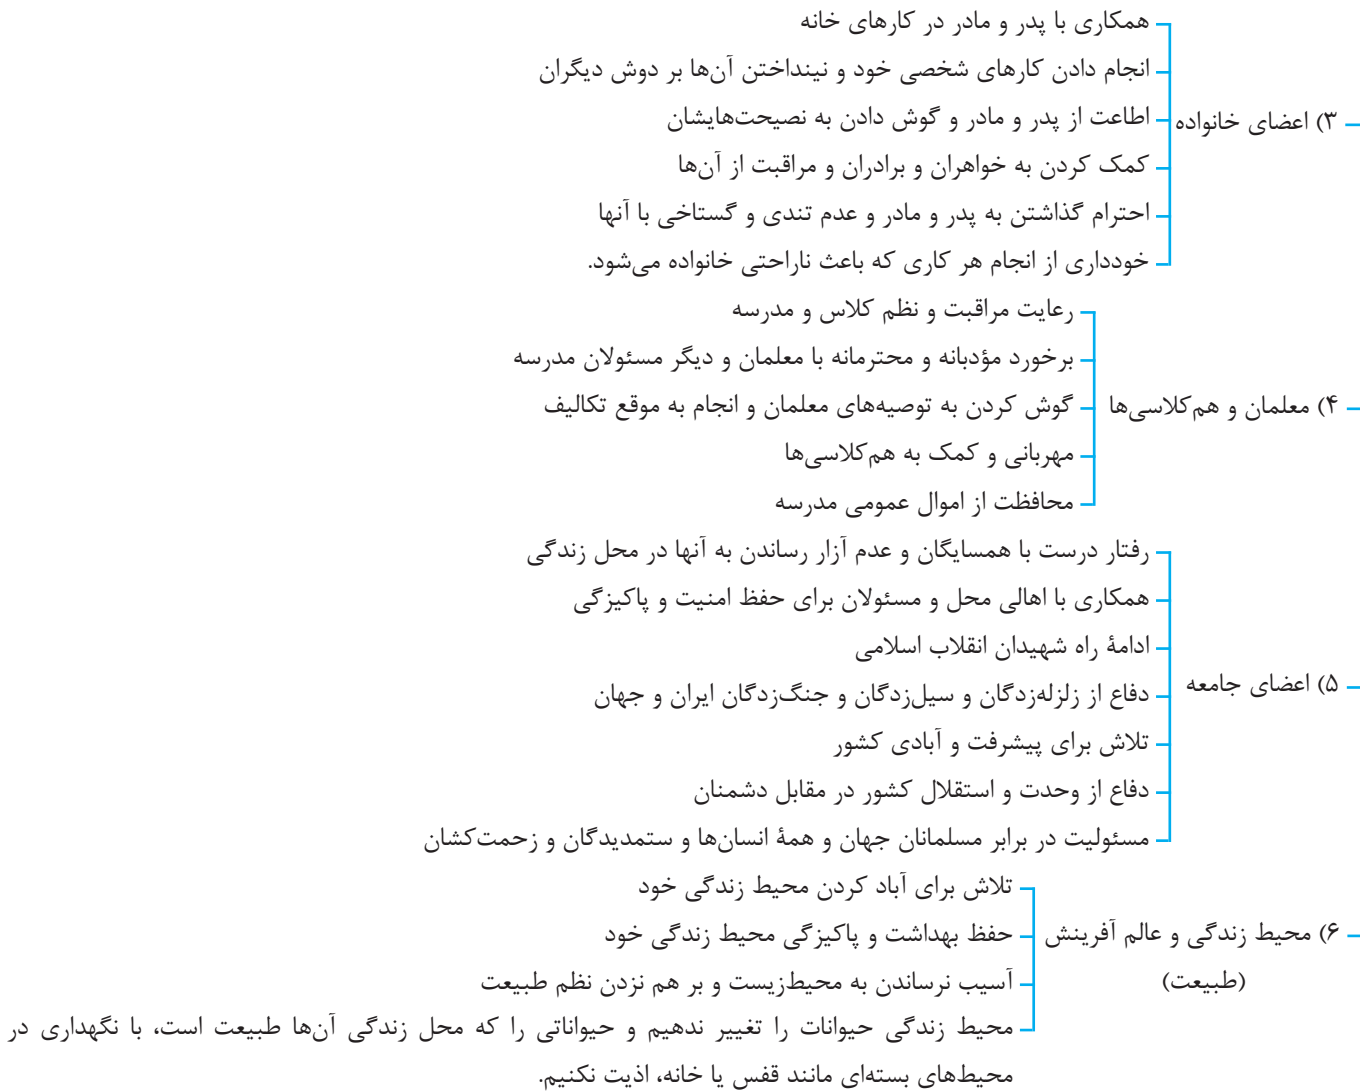 همکاری با پدر و مادر در کارهای خانه
انجام دادن کارهای شخصی خود و نینداختن آن‌ها بر دوش دیگران
۳) اعضای خانواده
اطاعت از پدر و مادر و گوش دادن به نصیحت‌هایشان
کمک کردن به خواهران و برادران و مراقبت از آن‌ها
احترام گذاشتن به پدر و مادر و عدم تندی و گستاخی با آنها
خودداری از انجام هر کاری که باعث ناراحتی خانواده می‌شود.
رعایت مراقبت و نظم کلاس و مدرسه
برخورد مؤدبانه و محترمانه با معلمان و دیگر مسئولان مدرسه
۴) معلمان و هم‌کلاسی‌ها
گوش کردن به توصیه‌های معلمان و انجام به موقع تکالیف
مهربانی و کمک به هم‌کلاسی‌ها
محافظت از اموال عمومی مدرسه
رفتار درست با همسایگان و عدم آزار رساندن به آنها در محل زندگی
همکاری با اهالی محل و مسئولان برای حفظ امنیت و پاکیزگی
ادامهٔ راه شهیدان انقلاب اسلامی
۵) اعضای جامعه
دفاع از زلزله‌زدگان و سیل‌زدگان و جنگ‌زدگان ایران و جهان
تلاش برای پیشرفت و آبادی کشور
دفاع از وحدت و استقلال کشور در مقابل دشمنان
مسئولیت در برابر مسلمانان جهان و همهٔ انسان‌ها و ستمدیدگان و زحمت‌کشان
تلاش برای آباد کردن محیط زندگی خود
۶) محیط زندگی و عالم آفرینش
(طبیعت)
حفظ بهداشت و پاکیزگی محیط زندگی خود
آسیب نرساندن به محیط‌زیست و بر هم نزدن نظم طبیعت
محیط زندگی حیوانات را تغییر ندهیم و حیواناتی را که محل زندگی آن‌ها طبیعت است، با نگهداری در
محیط‌های بسته‌ای مانند قفس یا خانه، اذیت نکنیم.